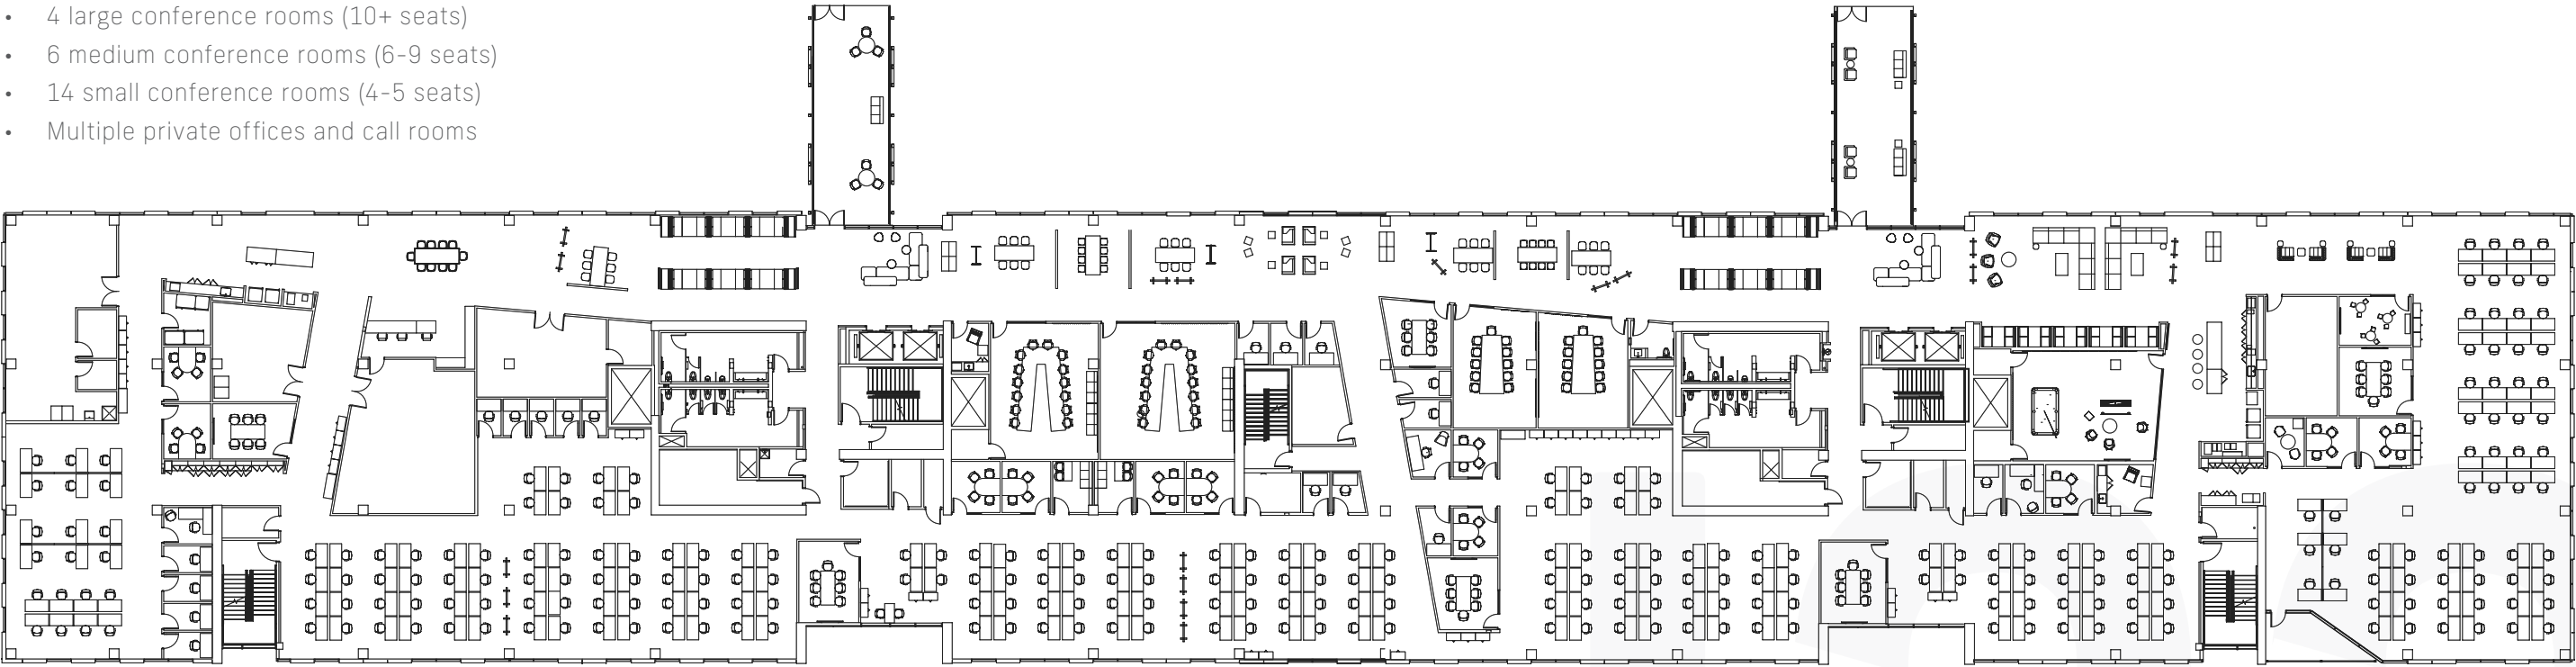 • 4 large conference rooms (10+ seats)
• 6 medium conference rooms (6-9 seats)
• 14 small conference rooms (4-5 seats)
• Multiple private offices and call rooms